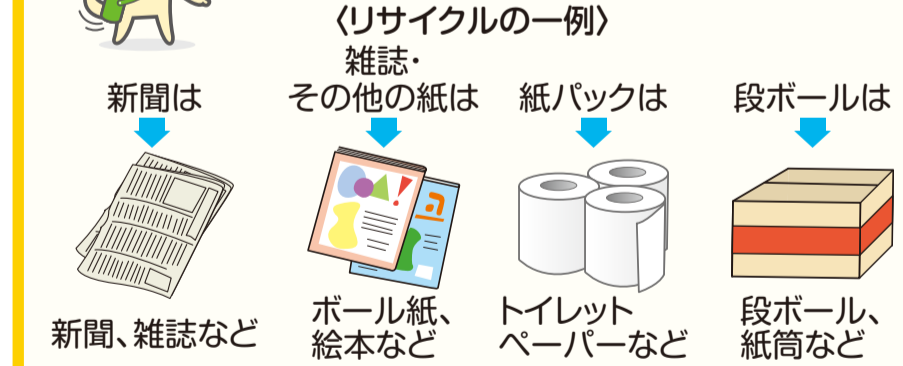 〈リサイクルの一例〉
新聞は
雑誌・
その他の紙は
紙パックは
段ボールは
新聞、雑誌など
ボール紙、
絵本など
トイレット
ペーパーなど
段ボール、
紙筒など